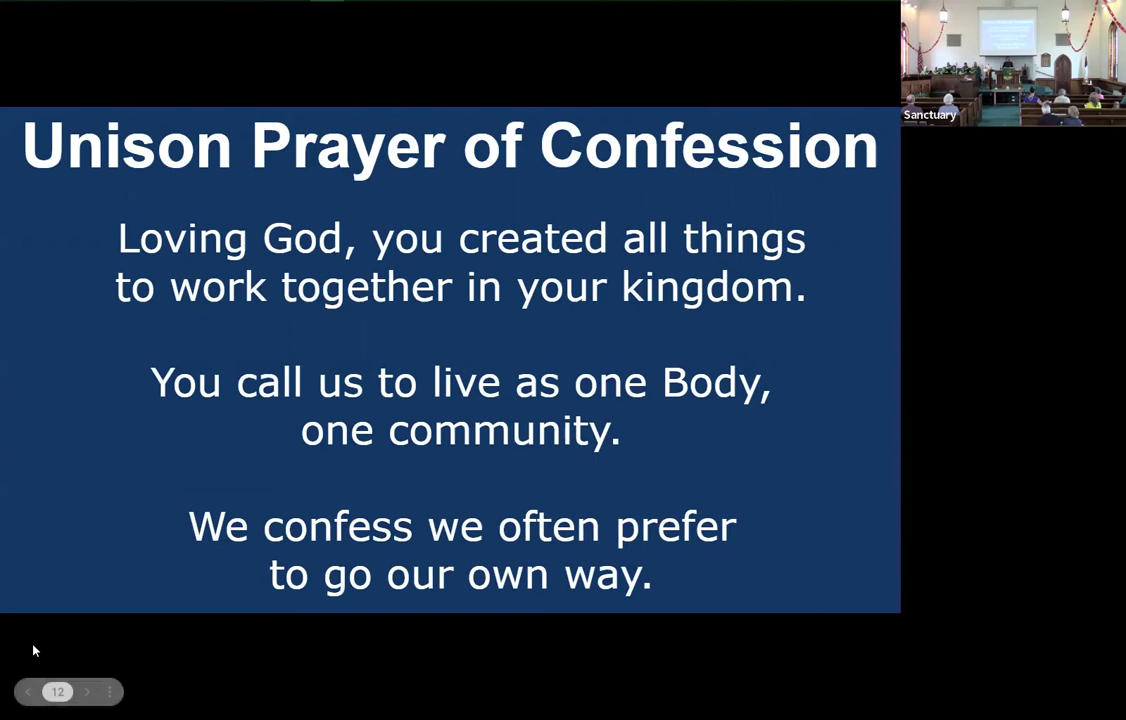 Unison Prayer of Confession
Loving God, you created all things
to work together in your kingdom.
You call us to live as one Body,
one community.
We confess we often prefer
to go our own way.
Sanctuary
12